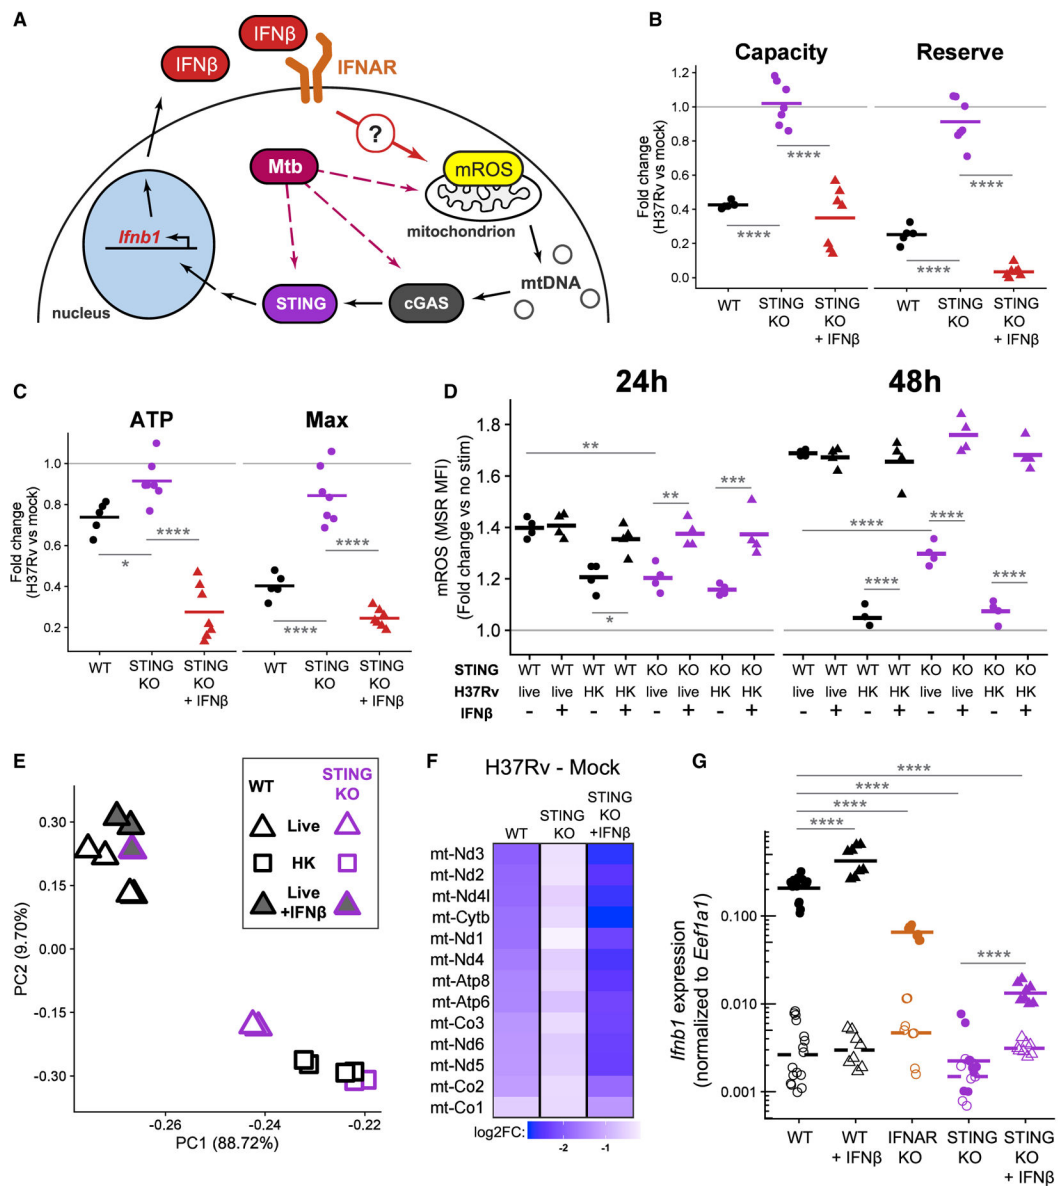 A
IFNβ
IFNβ
IFNAR
?
Mtb
mROS
mitochondrion
Ifnb1
mtDNA
STING
cGAS
nucleus
B
Capacity
Reserve
Fold change
(H37Rv vs mock)
1.2
1.0
0.8
0.6
0.4
0.2
0.0
****
****
****
****
WT
STING
KO
STING
KO
+ IFNβ
WT
STING
KO
STING
KO
+ IFNβ
C
ATP
Max
Fold change
(H37Rv vs mock)
1.0
0.8
0.6
0.4
0.2
*
****
****
****
WT
STING
KO
STING
KO
+ IFNβ
WT
STING
KO
STING
KO
+ IFNβ
D
24h
48h
mROS (MSR MFI)
(Fold change vs no stim)
1.8
1.6
1.4
1.2
1.0
**
*
**
***
****
****
****
****
STING WT WT WT WT KO KO KO KO WT WT WT WT KO KO KO KO
H37Rv live live HK HK live live HK HK live live HK HK live live HK HK
IFNβ - + - + - + - + - + - + - + - +
E
WT
STING
KO
Live
HK
Live
+IFNβ
PC2 (9.70%)
0.30
0.15
0.00
-0.15
-0.30
-0.26
-0.24
-0.22
PC1 (88.72%)
F
H37Rv - Mock
WT
STING
KO
STING
KO
+IFNβ
mt-Nd3
mt-Nd2
mt-Nd4l
mt-Cytb
mt-Nd1
mt-Nd4
mt-Atp8
mt-Atp6
mt-Co3
mt-Nd6
mt-Nd5
mt-Co2
mt-Co1
log2FC:
-2
-1
G
Ifnb1 expression
(normalized to Eef1a1)
0.100
0.010
0.001
****
****
****
****
****
WT
WT
+ IFNβ
IFNAR
KO
STING
KO
STING
KO
+ IFNβ